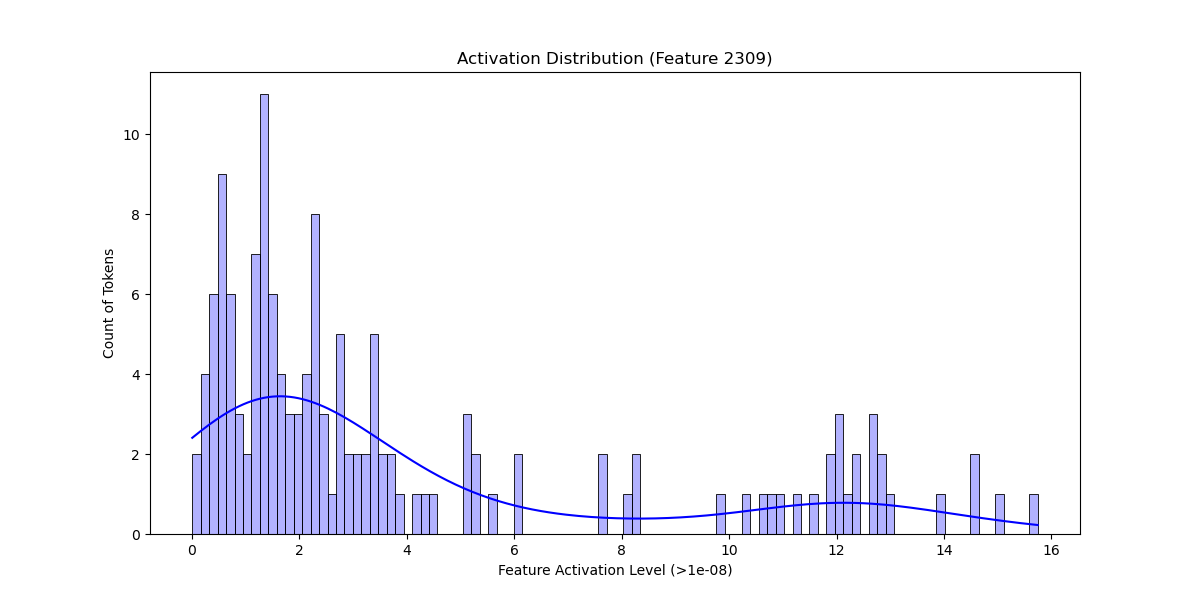 Activation Distribution (Feature 2309)
10
8
6
4
2
0
Count of Tokens
0 2 4 6 8 10 12 14 16
Feature Activation Level (>1e-08)